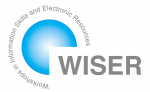 Workshops in Information Skills and Electronic Resources
WISER